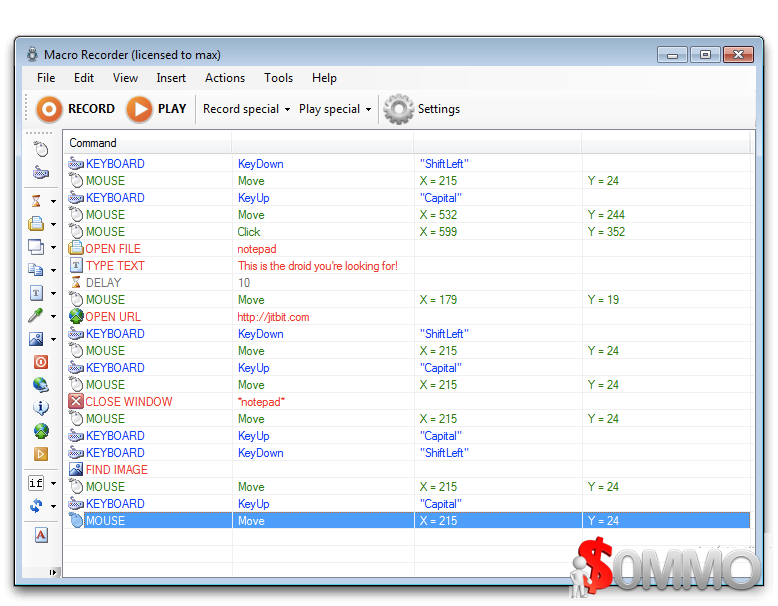 Macro Recorder (licensed to max)
File Edit View Insert Actions Tools Help
RECORD PLAY Record special Play special Settings
Command
KEYBOARD KeyDown "ShiftLeft"
MOUSE Move X = 215 Y = 24
KEYBOARD KeyUp "Capital"
MOUSE Move X = 532 Y = 244
MOUSE Click X = 599 Y = 352
OPEN FILE notepad
TYPE TEXT This is the droid you're looking for!
DELAY 10
MOUSE Move X = 179 Y = 19
OPEN URL http://jitbit.com
KEYBOARD KeyDown "ShiftLeft"
MOUSE Move X = 215 Y = 24
KEYBOARD KeyUp "Capital"
MOUSE Move X = 215 Y = 24
CLOSE WINDOW *notepad*
MOUSE Move X = 215 Y = 24
KEYBOARD KeyUp "Capital"
KEYBOARD KeyDown "ShiftLeft"
FIND IMAGE
MOUSE Move X = 215 Y = 24
KEYBOARD KeyUp "Capital"
MOUSE Move X = 215 Y = 24
if
A
$0MMO